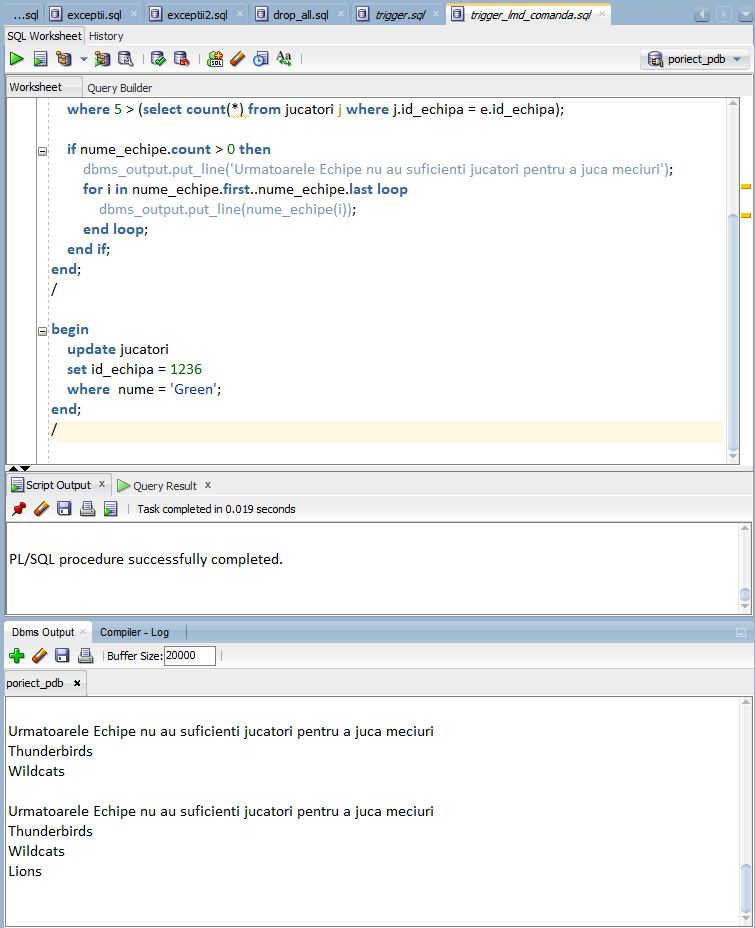 ...sql
exceptii.sql
exceptii2.sql
drop_all.sql
trigger.sql
trigger_lmd_comanda.sql
SQL Worksheet History
poriect_pdb
Worksheet Query Builder
where 5 > (select count(*) from jucatori j where j.id_echipa = e.id_echipa);
if nume_echipe.count > 0 then
dbms_output.put_line('Urmatoarele Echipe nu au suficienti jucatori pentru a juca meciuri');
for i in nume_echipe.first..nume_echipe.last loop
dbms_output.put_line(nume_echipe(i));
end loop;
end if;
end;
/
begin
update jucatori
set id_echipa = 1236
where  nume = 'Green';
end;
/
Script Output x Query Result x
Task completed in 0.019 seconds
PL/SQL procedure successfully completed.
Dbms Output Compiler - Log
Buffer Size: 20000
poriect_pdb x
Urmatoarele Echipe nu au suficienti jucatori pentru a juca meciuri
Thunderbirds
Wildcats
Urmatoarele Echipe nu au suficienti jucatori pentru a juca meciuri
Thunderbirds
Wildcats
Lions